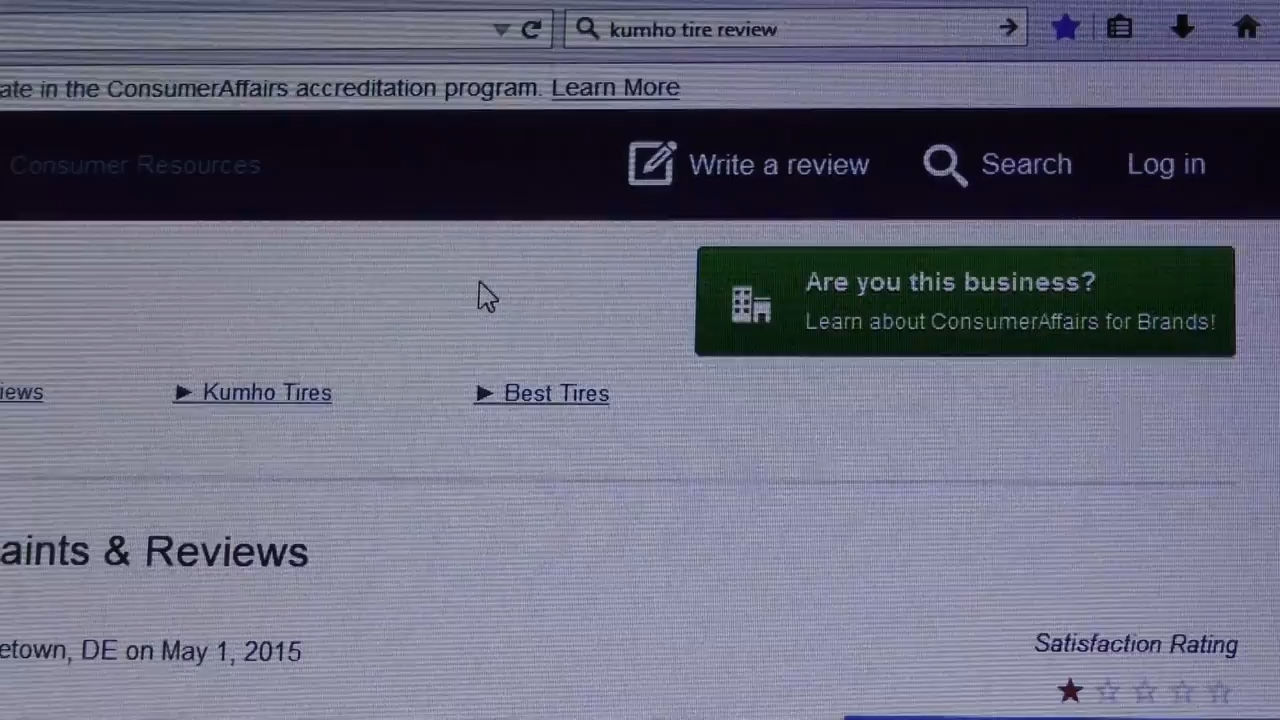 kumho tire review
ate in the ConsumerAffairs accreditation program. Learn More
Consumer Resources
Write a review
Search
Log in
Are you this business?
Learn about ConsumerAffairs for Brands!
iews
► Kumho Tires
► Best Tires
aints & Reviews
etown, DE on May 1, 2015
Satisfaction Rating